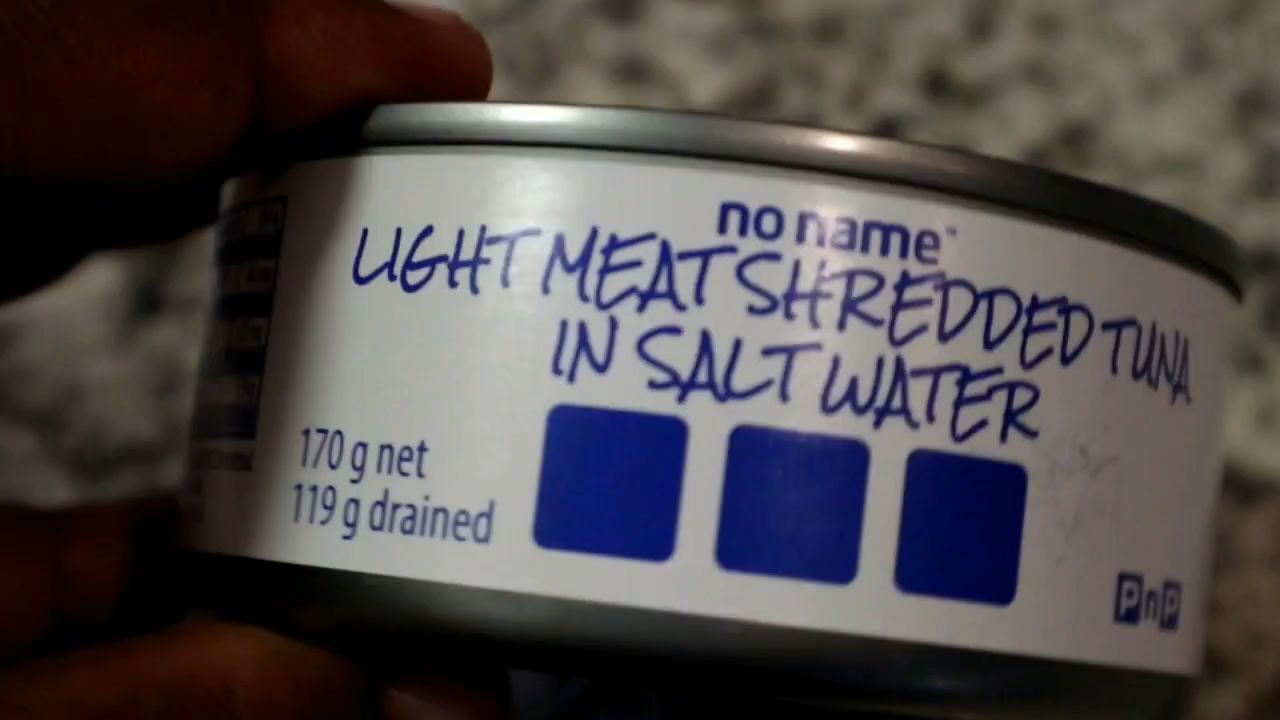 no name
LIGHT MEAT SHREDDED TUNA
IN SALT WATER
170 g net
119 g drained
PnP